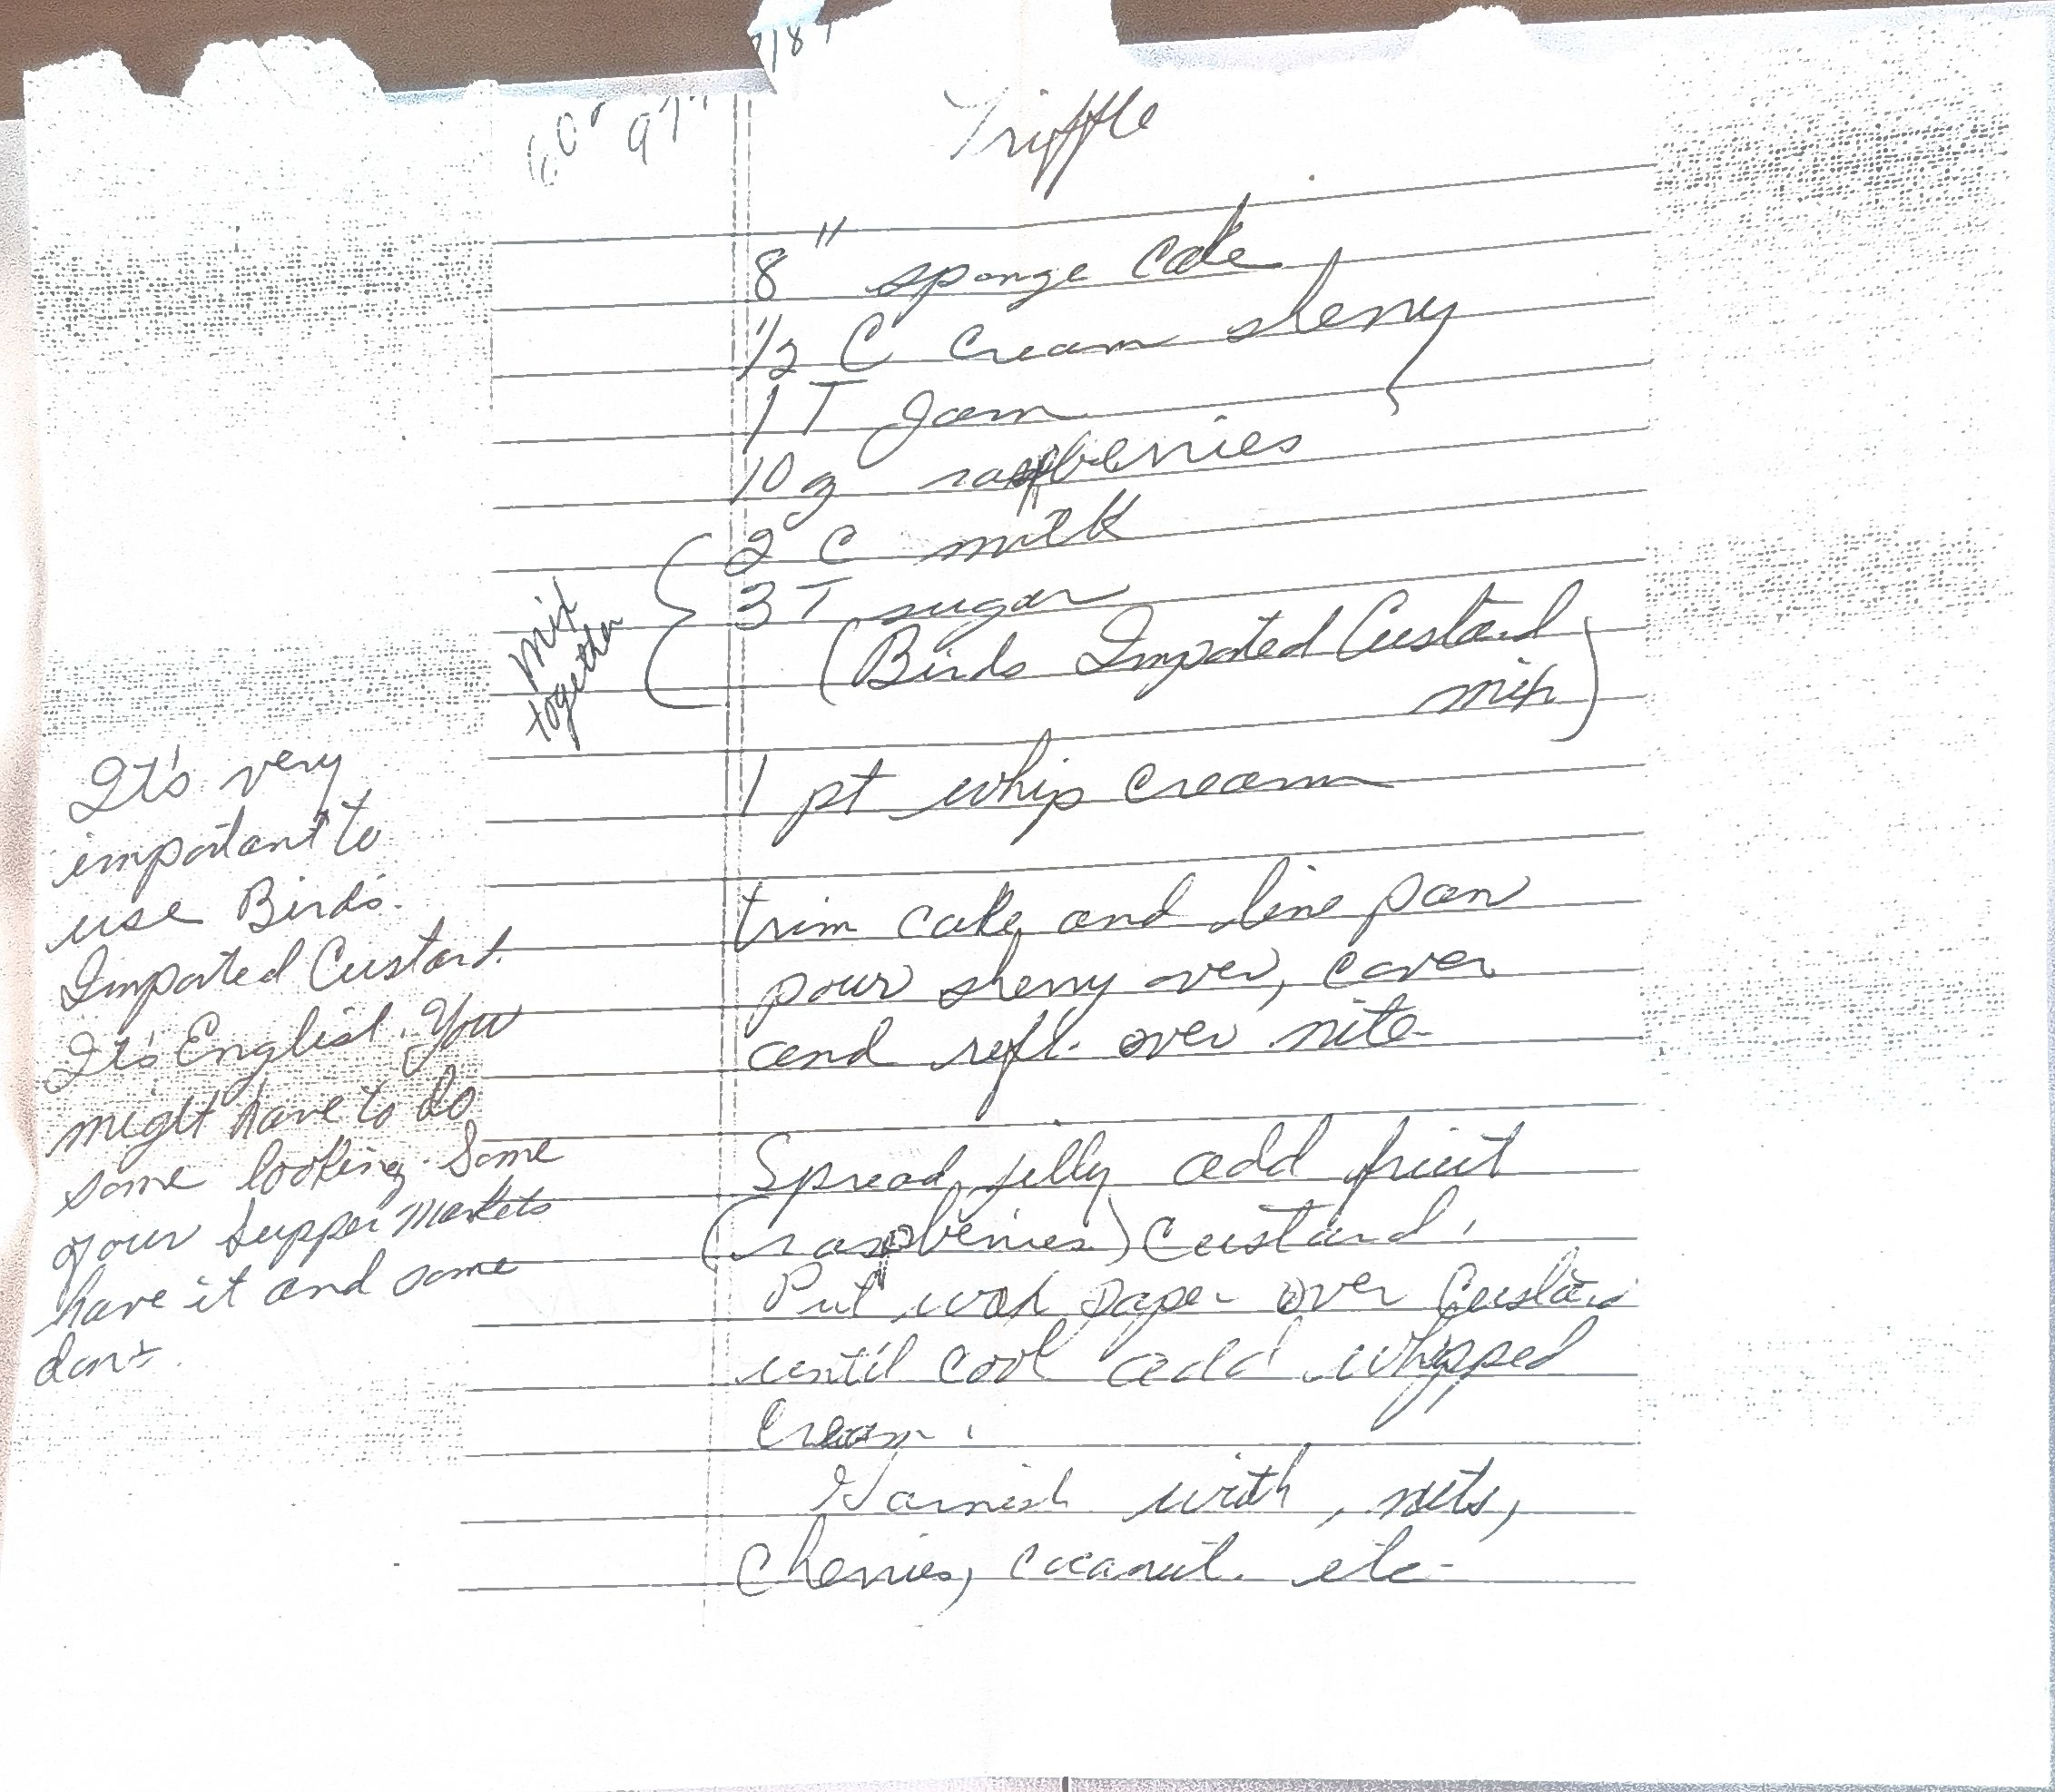 Triffle
8" sponge cake
1/2 C cream sherry
1 T Jam
10 z raspberries
2 C milk
3 T sugar
(Birds Imported Custard
mix)
mix
together
1 pt whip cream
trim cake and line pan
pour sherry over, cover
and refr. over nite-
Spread jelly add fruit
(raspberries) Custard.
Put wax paper over Custard
until cool add whipped
Cream.
Garnish with, nuts,
Cherries, Cocanut. etc-
It's very
important to
use Birds.
Imported Custard.
It's English. You
might have to do
some looking. Some
your supper markets
have it and some
don't.